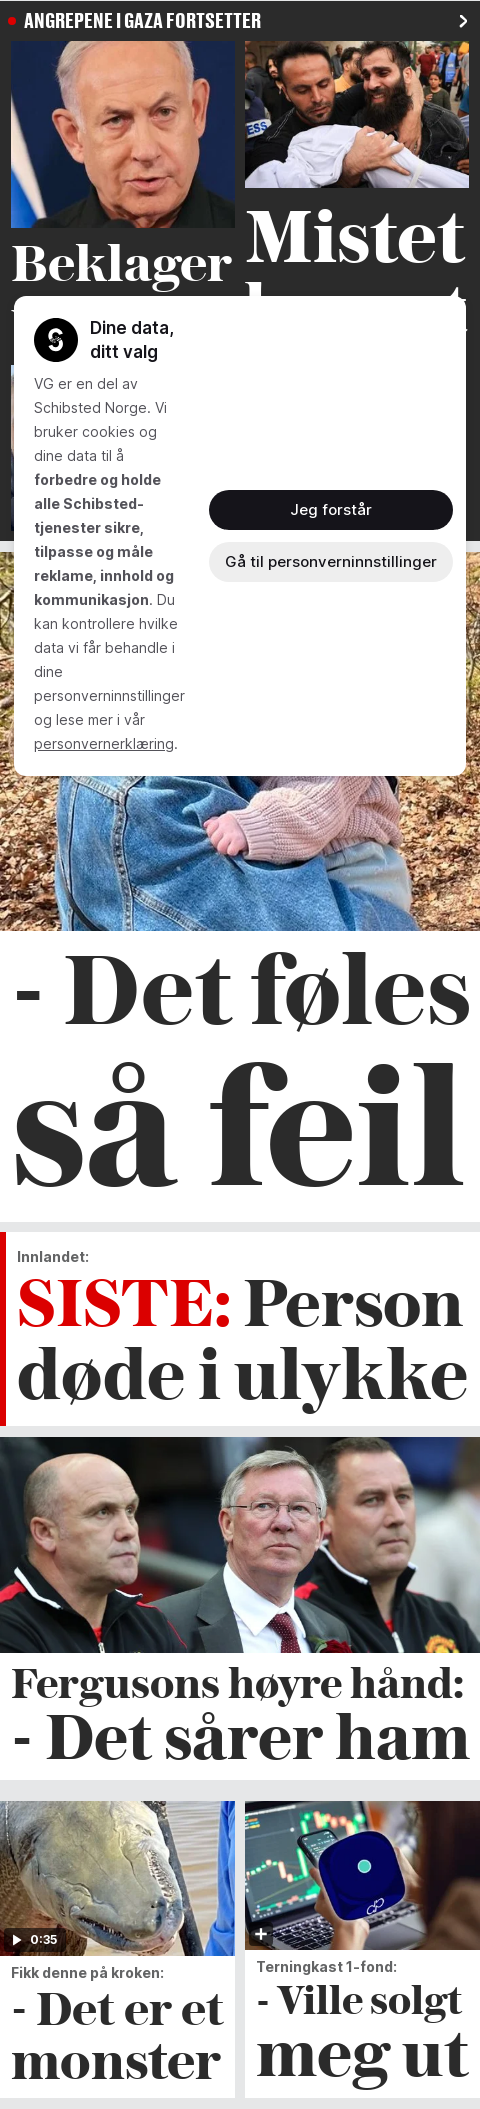 ANGREPENE I GAZA FORTSETTER
Beklager
Mistet
Dine data,
ditt valg
VG er en del av
Schibsted Norge. Vi
bruker cookies og
dine data til å
forbedre og holde
alle Schibsted-
tjenester sikre,
tilpasse og måle
reklame, innhold og
kommunikasjon. Du
kan kontrollere hvilke
data vi får behandle i
dine
personverninnstillinger
og lese mer i vår
personvernerklæring.
Jeg forstår
Gå til personverninnstillinger
- Det føles
så feil
Innlandet:
SISTE: Person
døde i ulykke
Fergusons høyre hånd:
- Det sårer ham
0:35
Fikk denne på kroken:
- Det er et
monster
Terningkast 1-fond:
- Ville solgt
meg ut